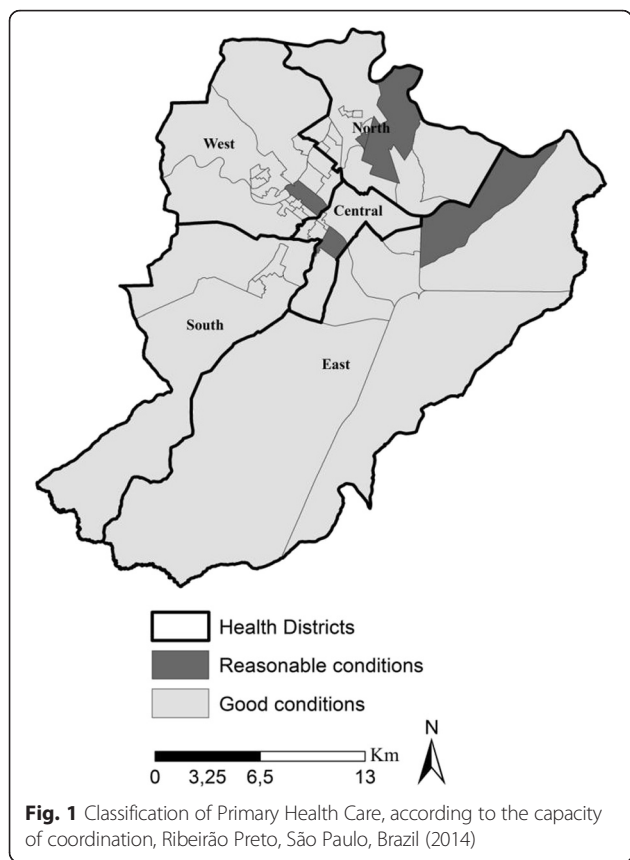 North
West
Central
South
East
Health Districts
Reasonable conditions
Good conditions
N
Km
0 3,25 6,5 13
Fig. 1 Classification of Primary Health Care, according to the capacity
of coordination, Ribeirão Preto, São Paulo, Brazil (2014)